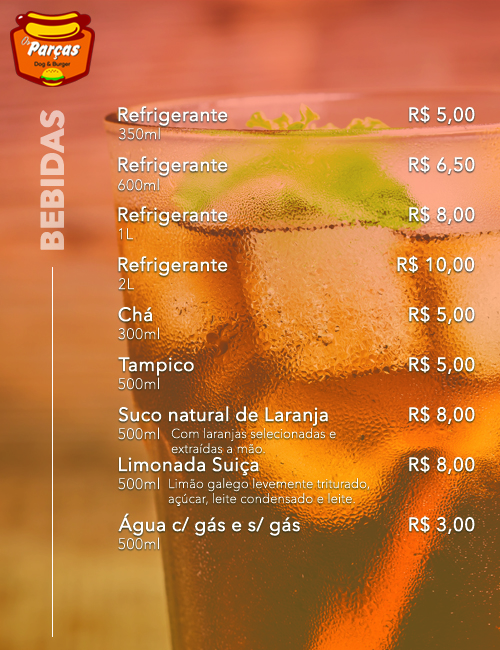 Os
Parças
Dog & Burger
BEBIDAS
Refrigerante R$ 5,00
350ml
Refrigerante R$ 6,50
600ml
Refrigerante R$ 8,00
1L
Refrigerante R$ 10,00
2L
Chá R$ 5,00
300ml
Tampico R$ 5,00
500ml
Suco natural de Laranja R$ 8,00
500ml Com laranjas selecionadas e
extraídas a mão.
Limonada Suiça R$ 8,00
500ml Limão galego levemente triturado,
açúcar, leite condensado e leite.
Água c/ gás e s/ gás R$ 3,00
500ml